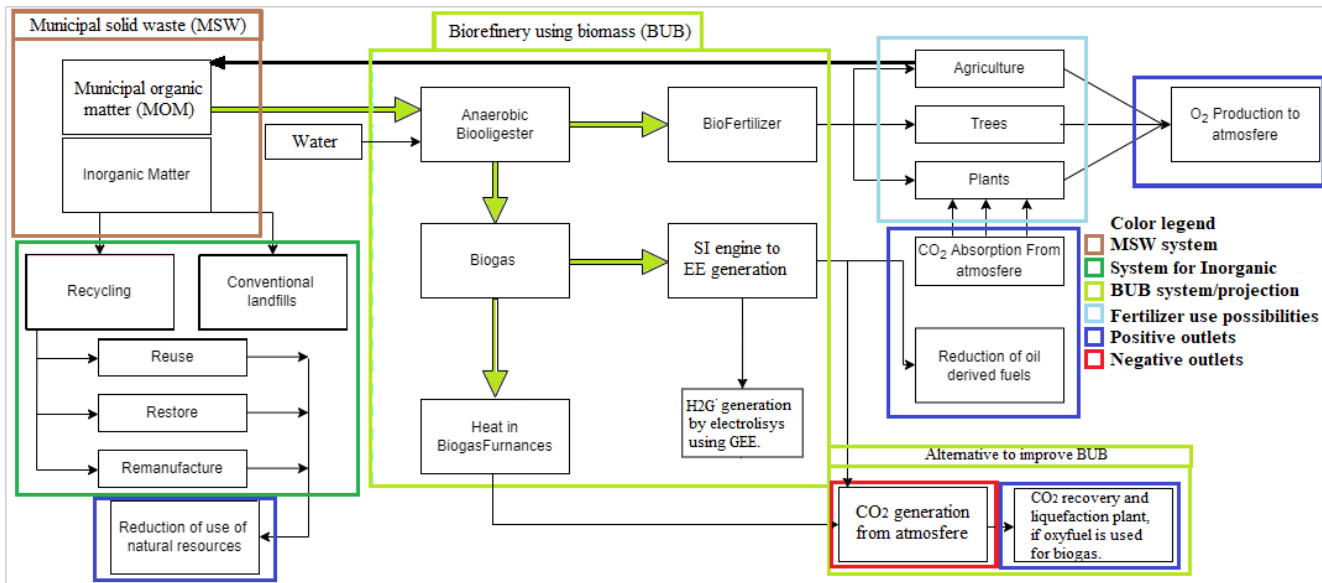 Municipal solid waste (MSW)
Biorefinery using biomass (BUB)
Municipal organic
matter (MOM)
Inorganic Matter
Water
Anaerobic
Biooligester
BioFertilizer
Agriculture
Trees
Plants
O2 Production to
atmosfere
Biogas
SI engine to
EE generation
CO2 Absorption From
atmosfere
Reduction of oil
derived fuels
Color legend
MSW system
System for Inorganic
BUB system/projection
Fertilizer use possibilities
Positive outlets
Negative outlets
Recycling
Conventional
landfills
Reuse
Restore
Remanufacture
Reduction of use of
natural resources
Heat in
BiogasFurnances
H2G' generation
by electrolisys
using GEE.
Alternative to improve BUB
CO2 generation
from atmosfere
CO2 recovery and
liquefaction plant,
if oxyfuel is used
for biogas.